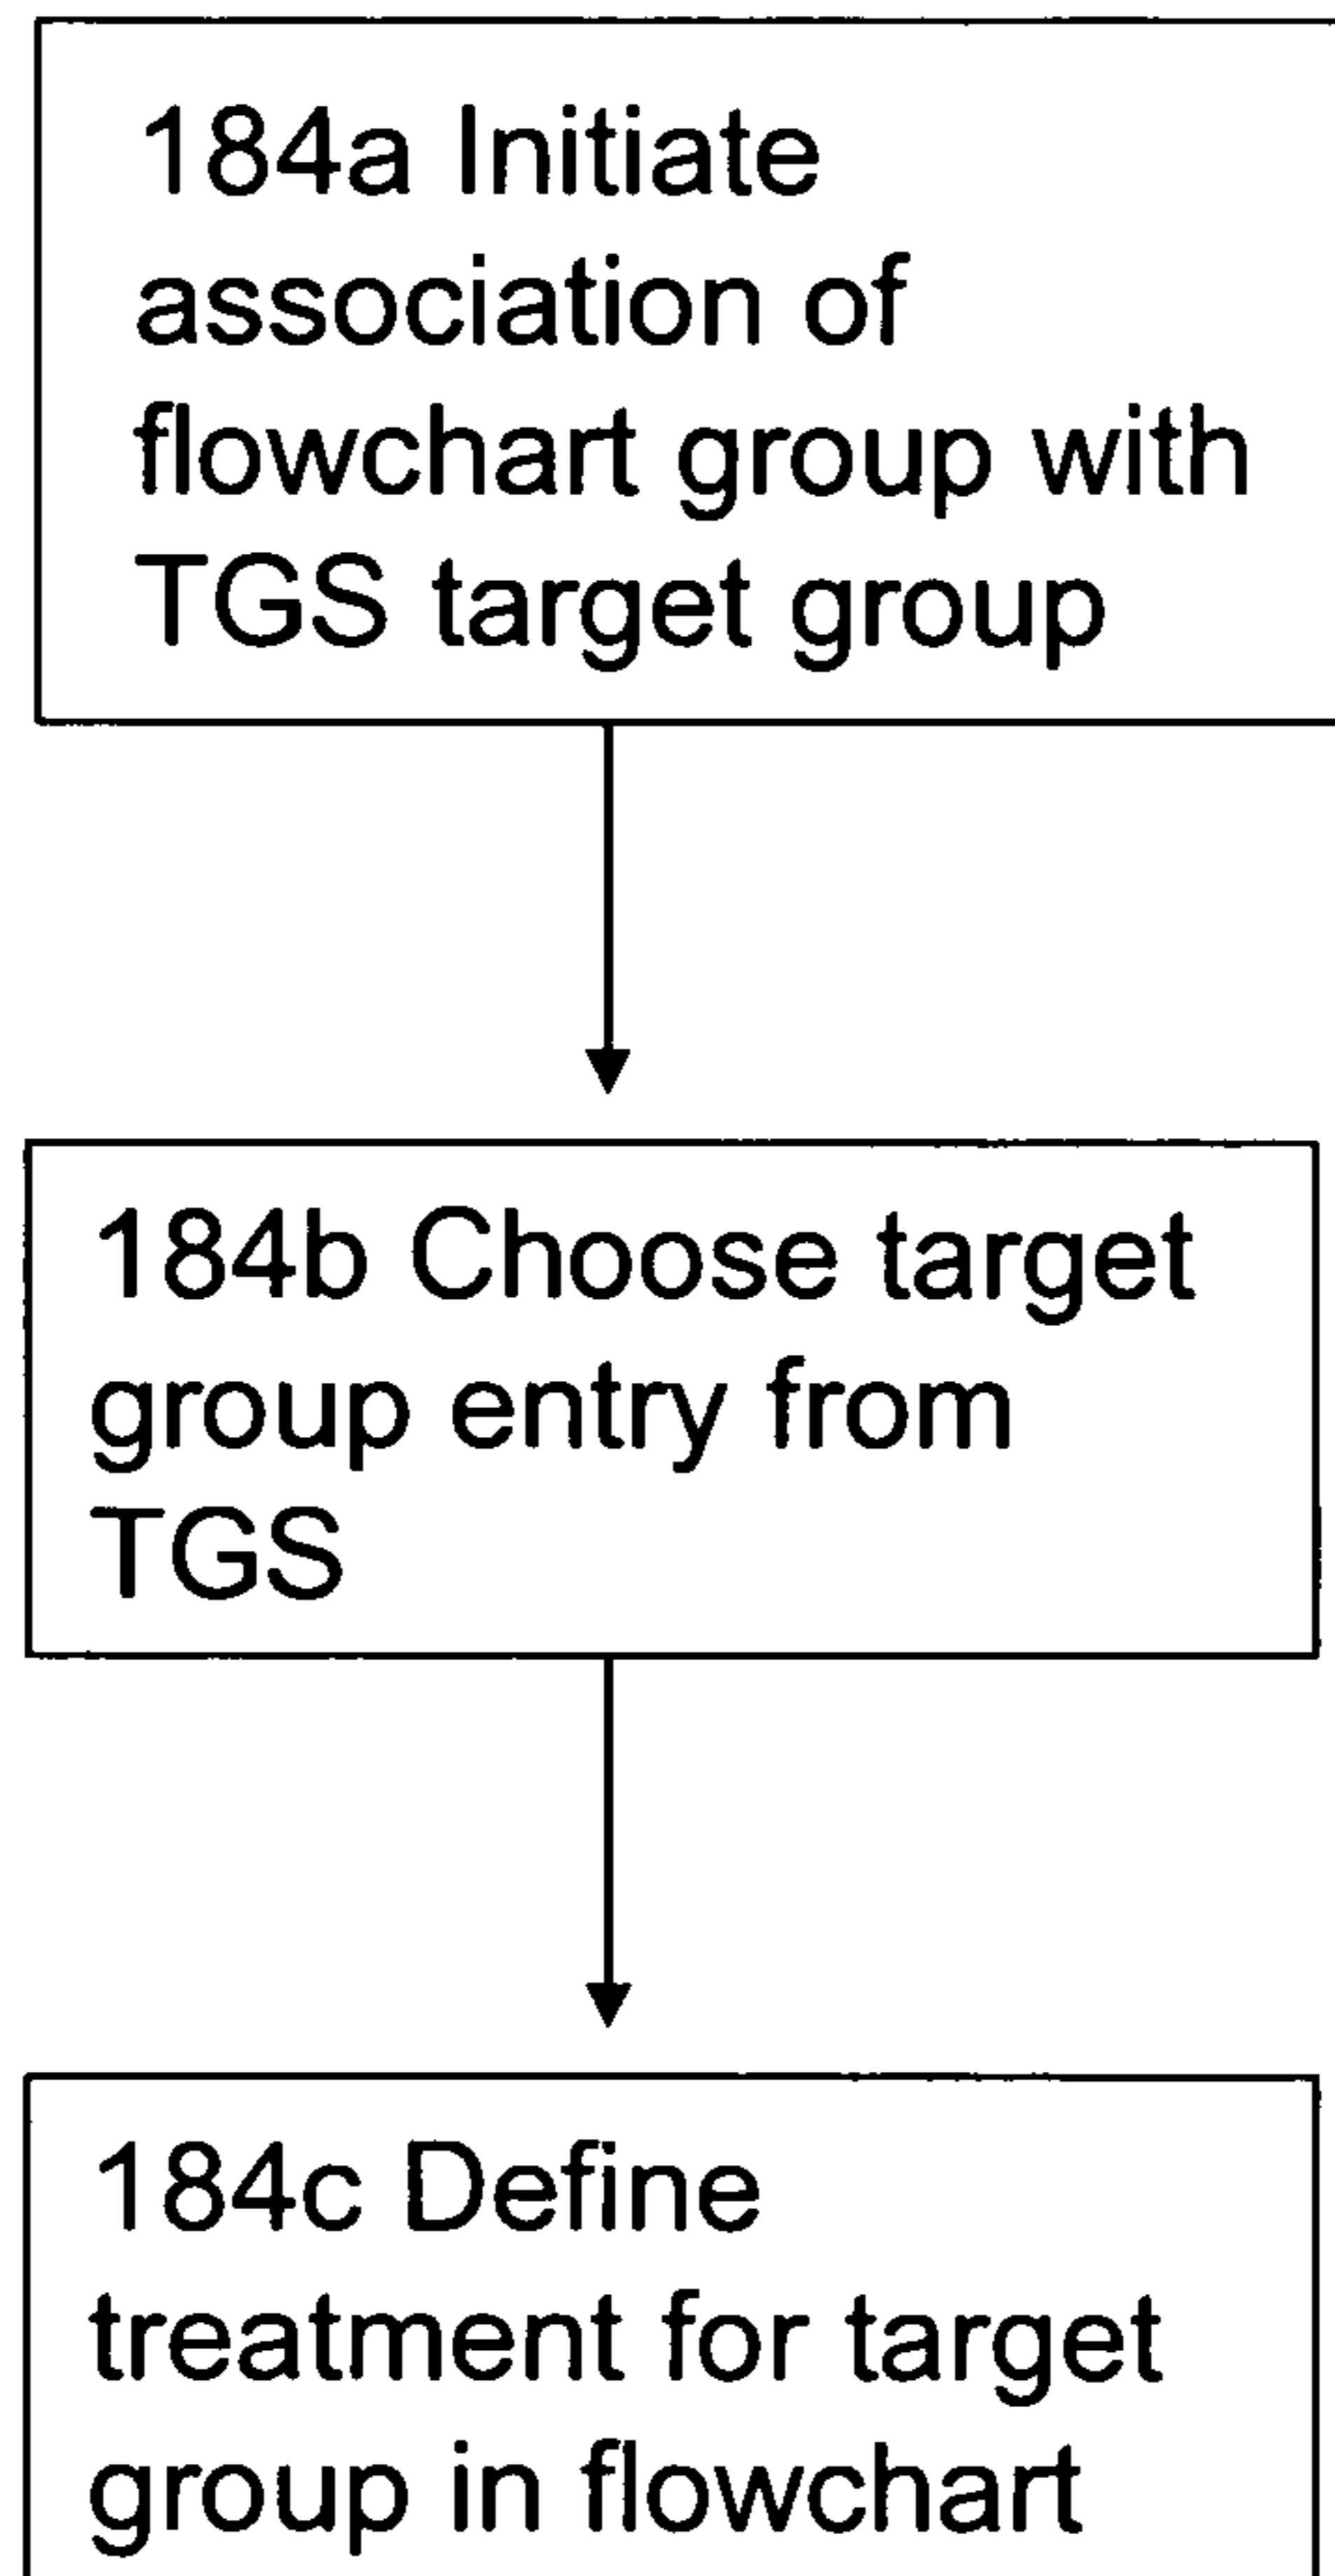 184a Initiate
association of
flowchart group with
TGS target group
184b Choose target
group entry from
TGS
184c Define
treatment for target
group in flowchart